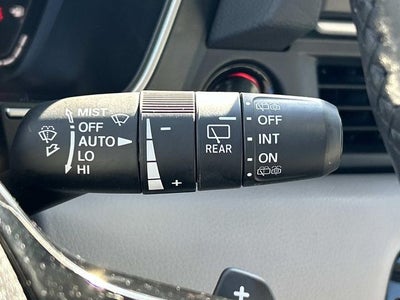 MIST
OFF
AUTO
LO
HI
− +
REAR
OFF
INT
ON
+